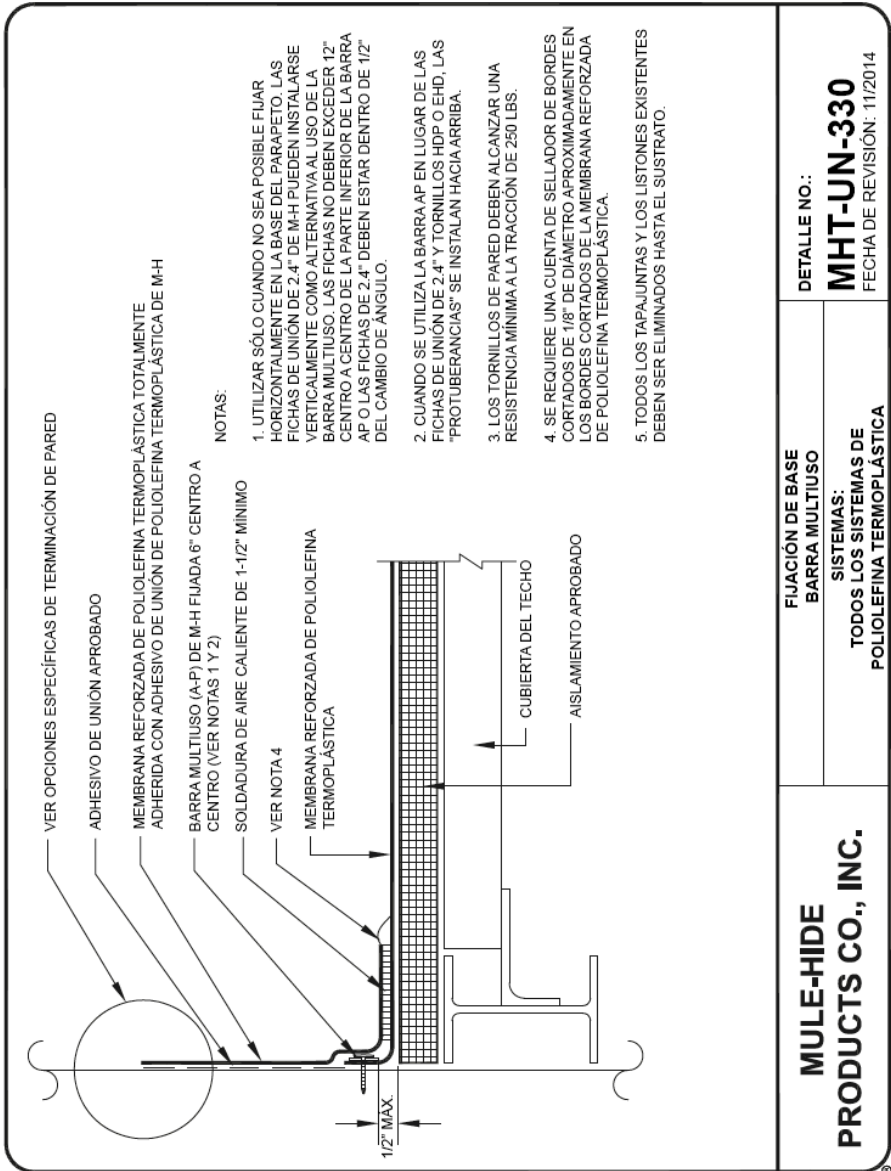 VER OPCIONES ESPECÍFICAS DE TERMINACIÓN DE PARED
ADHESIVO DE UNIÓN APROBADO
MEMBRANA REFORZADA DE POLIOLEFINA TERMOPLÁSTICA TOTALMENTE
ADHERIDA CON ADHESIVO DE UNIÓN DE POLIOLEFINA TERMOPLÁSTICA DE M-H
BARRA MULTIUSO (A-P) DE M-H FIJADA 6" CENTRO A
CENTRO (VER NOTAS 1 Y 2)
SOLDADURA DE AIRE CALIENTE DE 1-1/2" MÍNIMO
VER NOTA 4
MEMBRANA REFORZADA DE POLIOLEFINA
TERMOPLÁSTICA
1/2" MÁX.
CUBIERTA DEL TECHO
AISLAMIENTO APROBADO
NOTAS:
1. UTILIZAR SÓLO CUANDO NO SEA POSIBLE FIJAR
HORIZONTALMENTE EN LA BASE DEL PARAPETO. LAS
FICHAS DE UNIÓN DE 2.4" DE M-H PUEDEN INSTALARSE
VERTICALMENTE COMO ALTERNATIVA AL USO DE LA
BARRA MULTIUSO. LAS FICHAS NO DEBEN EXCEDER 12"
CENTRO A CENTRO DE LA PARTE INFERIOR DE LA BARRA
AP O LAS FICHAS DE 2.4" DEBEN ESTAR DENTRO DE 1/2"
DEL CAMBIO DE ÁNGULO.
2. CUANDO SE UTILIZA LA BARRA AP EN LUGAR DE LAS
FICHAS DE UNIÓN DE 2.4" Y TORNILLOS HDP O EHD, LAS
"PROTUBERANCIAS" SE INSTALAN HACIA ARRIBA.
3. LOS TORNILLOS DE PARED DEBEN ALCANZAR UNA
RESISTENCIA MÍNIMA A LA TRACCIÓN DE 250 LBS.
4. SE REQUIERE UNA CUENTA DE SELLADOR DE BORDES
CORTADOS DE 1/8" DE DIÁMETRO APROXIMADAMENTE EN
LOS BORDES CORTADOS DE LA MEMBRANA REFORZADA
DE POLIOLEFINA TERMOPLÁSTICA.
5. TODOS LOS TAPAJUNTAS Y LOS LISTONES EXISTENTES
DEBEN SER ELIMINADOS HASTA EL SUSTRATO.
MULE-HIDE
PRODUCTS CO., INC.
®
FIJACIÓN DE BASE
BARRA MULTIUSO
SISTEMAS:
TODOS LOS SISTEMAS DE
POLIOLEFINA TERMOPLÁSTICA
DETALLE NO.:
MHT-UN-330
FECHA DE REVISIÓN: 11/2014